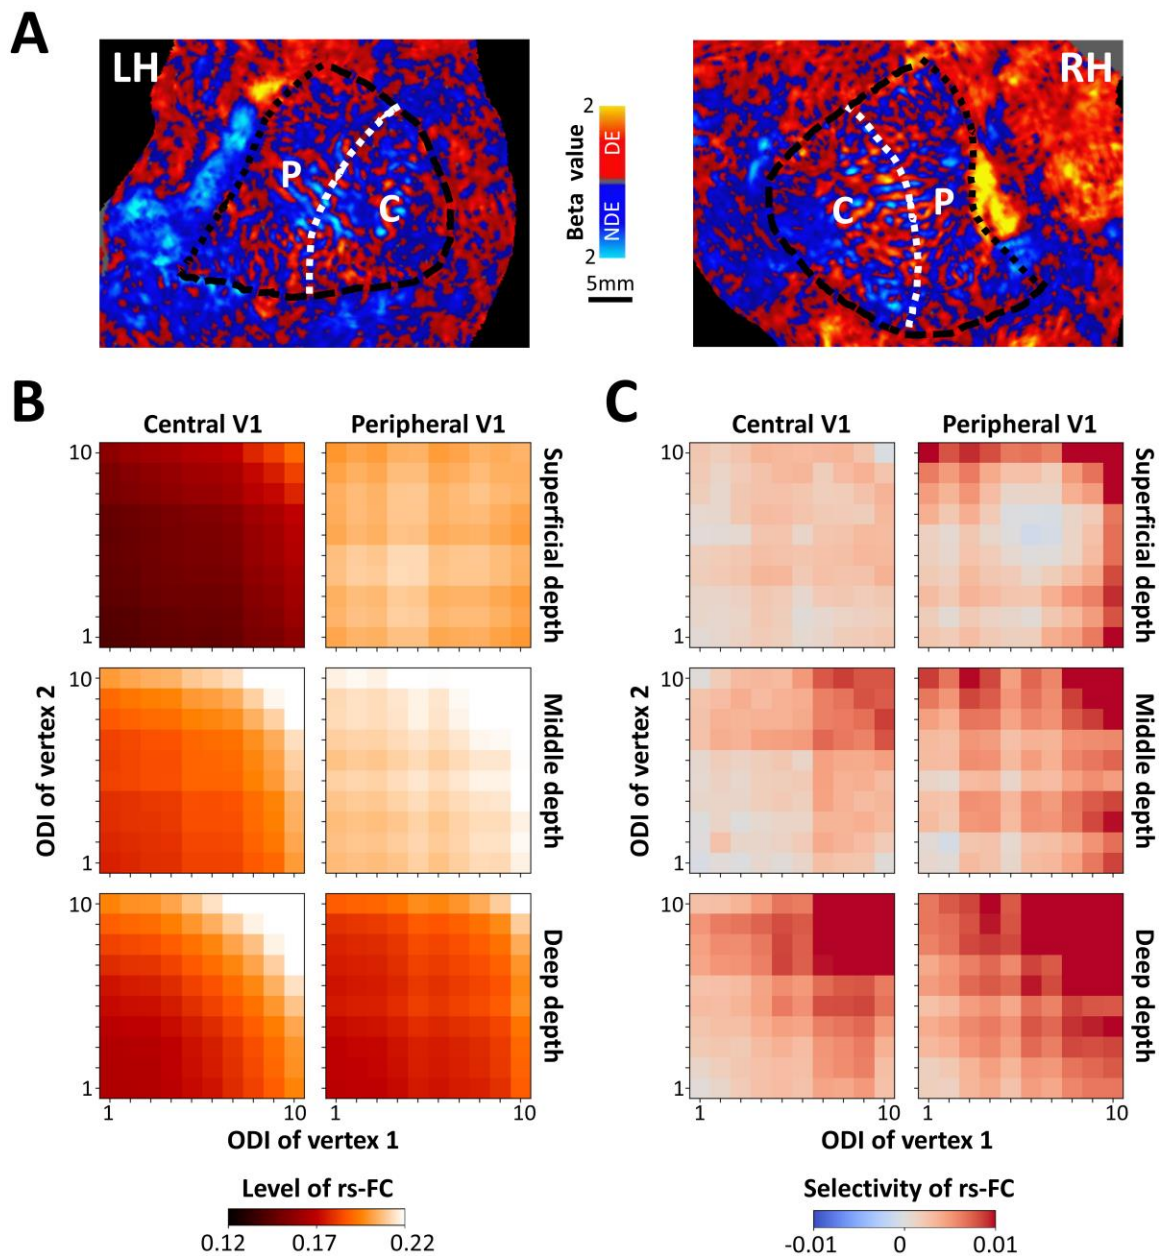 A
LH
P
C
2
DE
NDE
Beta value
2
5mm
RH
C
P
B
Central V1
Peripheral V1
Superficial depth
10
1
Middle depth
10
1
Deep depth
10
1
ODI of vertex 2
1
10
1
10
ODI of vertex 1
Level of rs-FC
0.12
0.17
0.22
C
Central V1
Peripheral V1
Superficial depth
10
1
Middle depth
10
1
Deep depth
10
1
ODI of vertex 2
1
10
1
10
ODI of vertex 1
Selectivity of rs-FC
-0.01
0
0.01